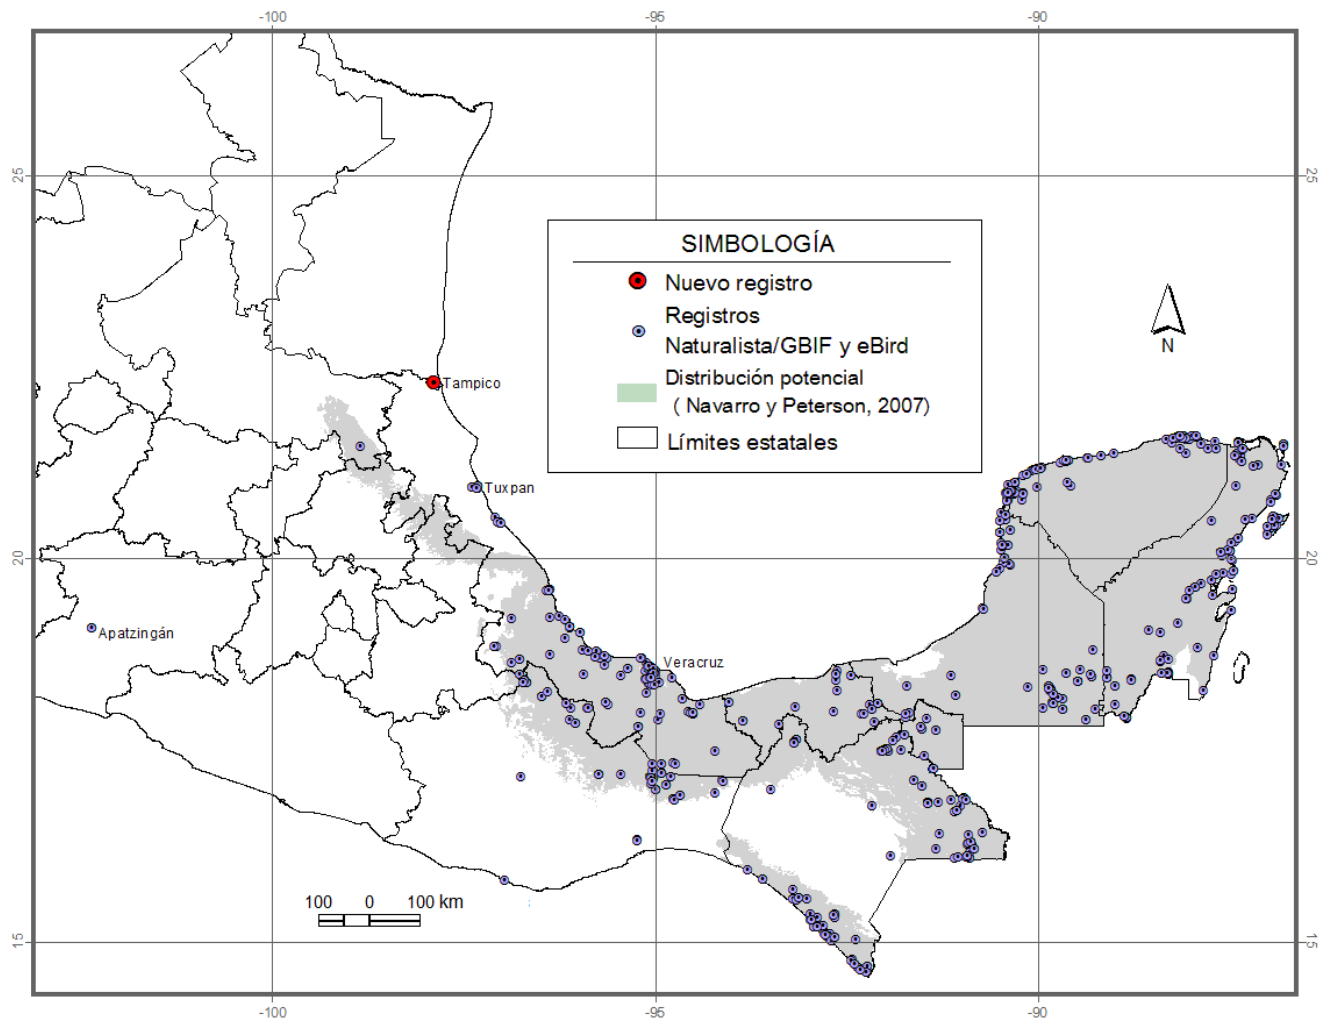 -100 -95 -90
25 25
SIMBOLOGÍA
Nuevo registro
Registros
Naturalista/GBIF y eBird
Distribución potencial
( Navarro y Peterson, 2007)
Límites estatales
N
Tampico
Tuxpan
20 20
Apatzingán
Veracruz
100 0 100 km
15 15
-100 -95 -90